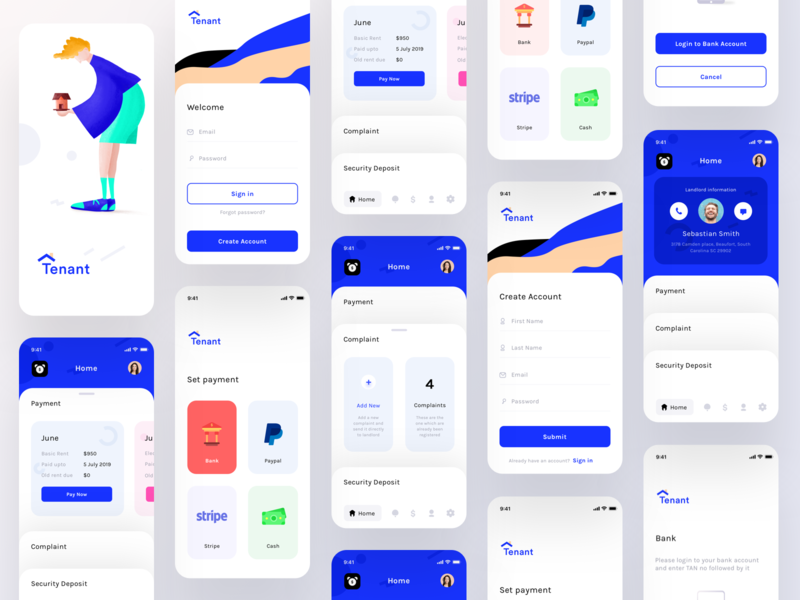 Tenant
9:41
Home
Payment
June
Basic Rent $950
Paid upto 5 July 2019
Old rent due $0
Pay Now
Complaint
Security Deposit
Tenant
Welcome
Email
Password
Sign in
Forgot password?
Create Account
9:41
Tenant
Set payment
Bank
Paypal
stripe
Stripe
Cash
June
Basic Rent $950
Paid upto 5 July 2019
Old rent due $0
Pay Now
Complaint
Security Deposit
Home
$
9:41
Home
Payment
Complaint
+
Add New
Add a new
complaint and
send it directly
to landlord
4
Complaints
These are the
one which are
already been
registered
Security Deposit
Home
$
9:41
Home
Bank
Paypal
stripe
Stripe
Cash
9:41
Tenant
Create Account
First Name
Last Name
Email
Password
Submit
Already have an account? Sign in
9:41
Tenant
Set payment
Login to Bank Account
Cancel
9:41
Home
Landlord Information
Sebastian Smith
Carolina SC 29950
Payment
Complaint
Security Deposit
Home
$
9:41
Tenant
Bank
Please login to your bank account
and enter TAN no followed by it